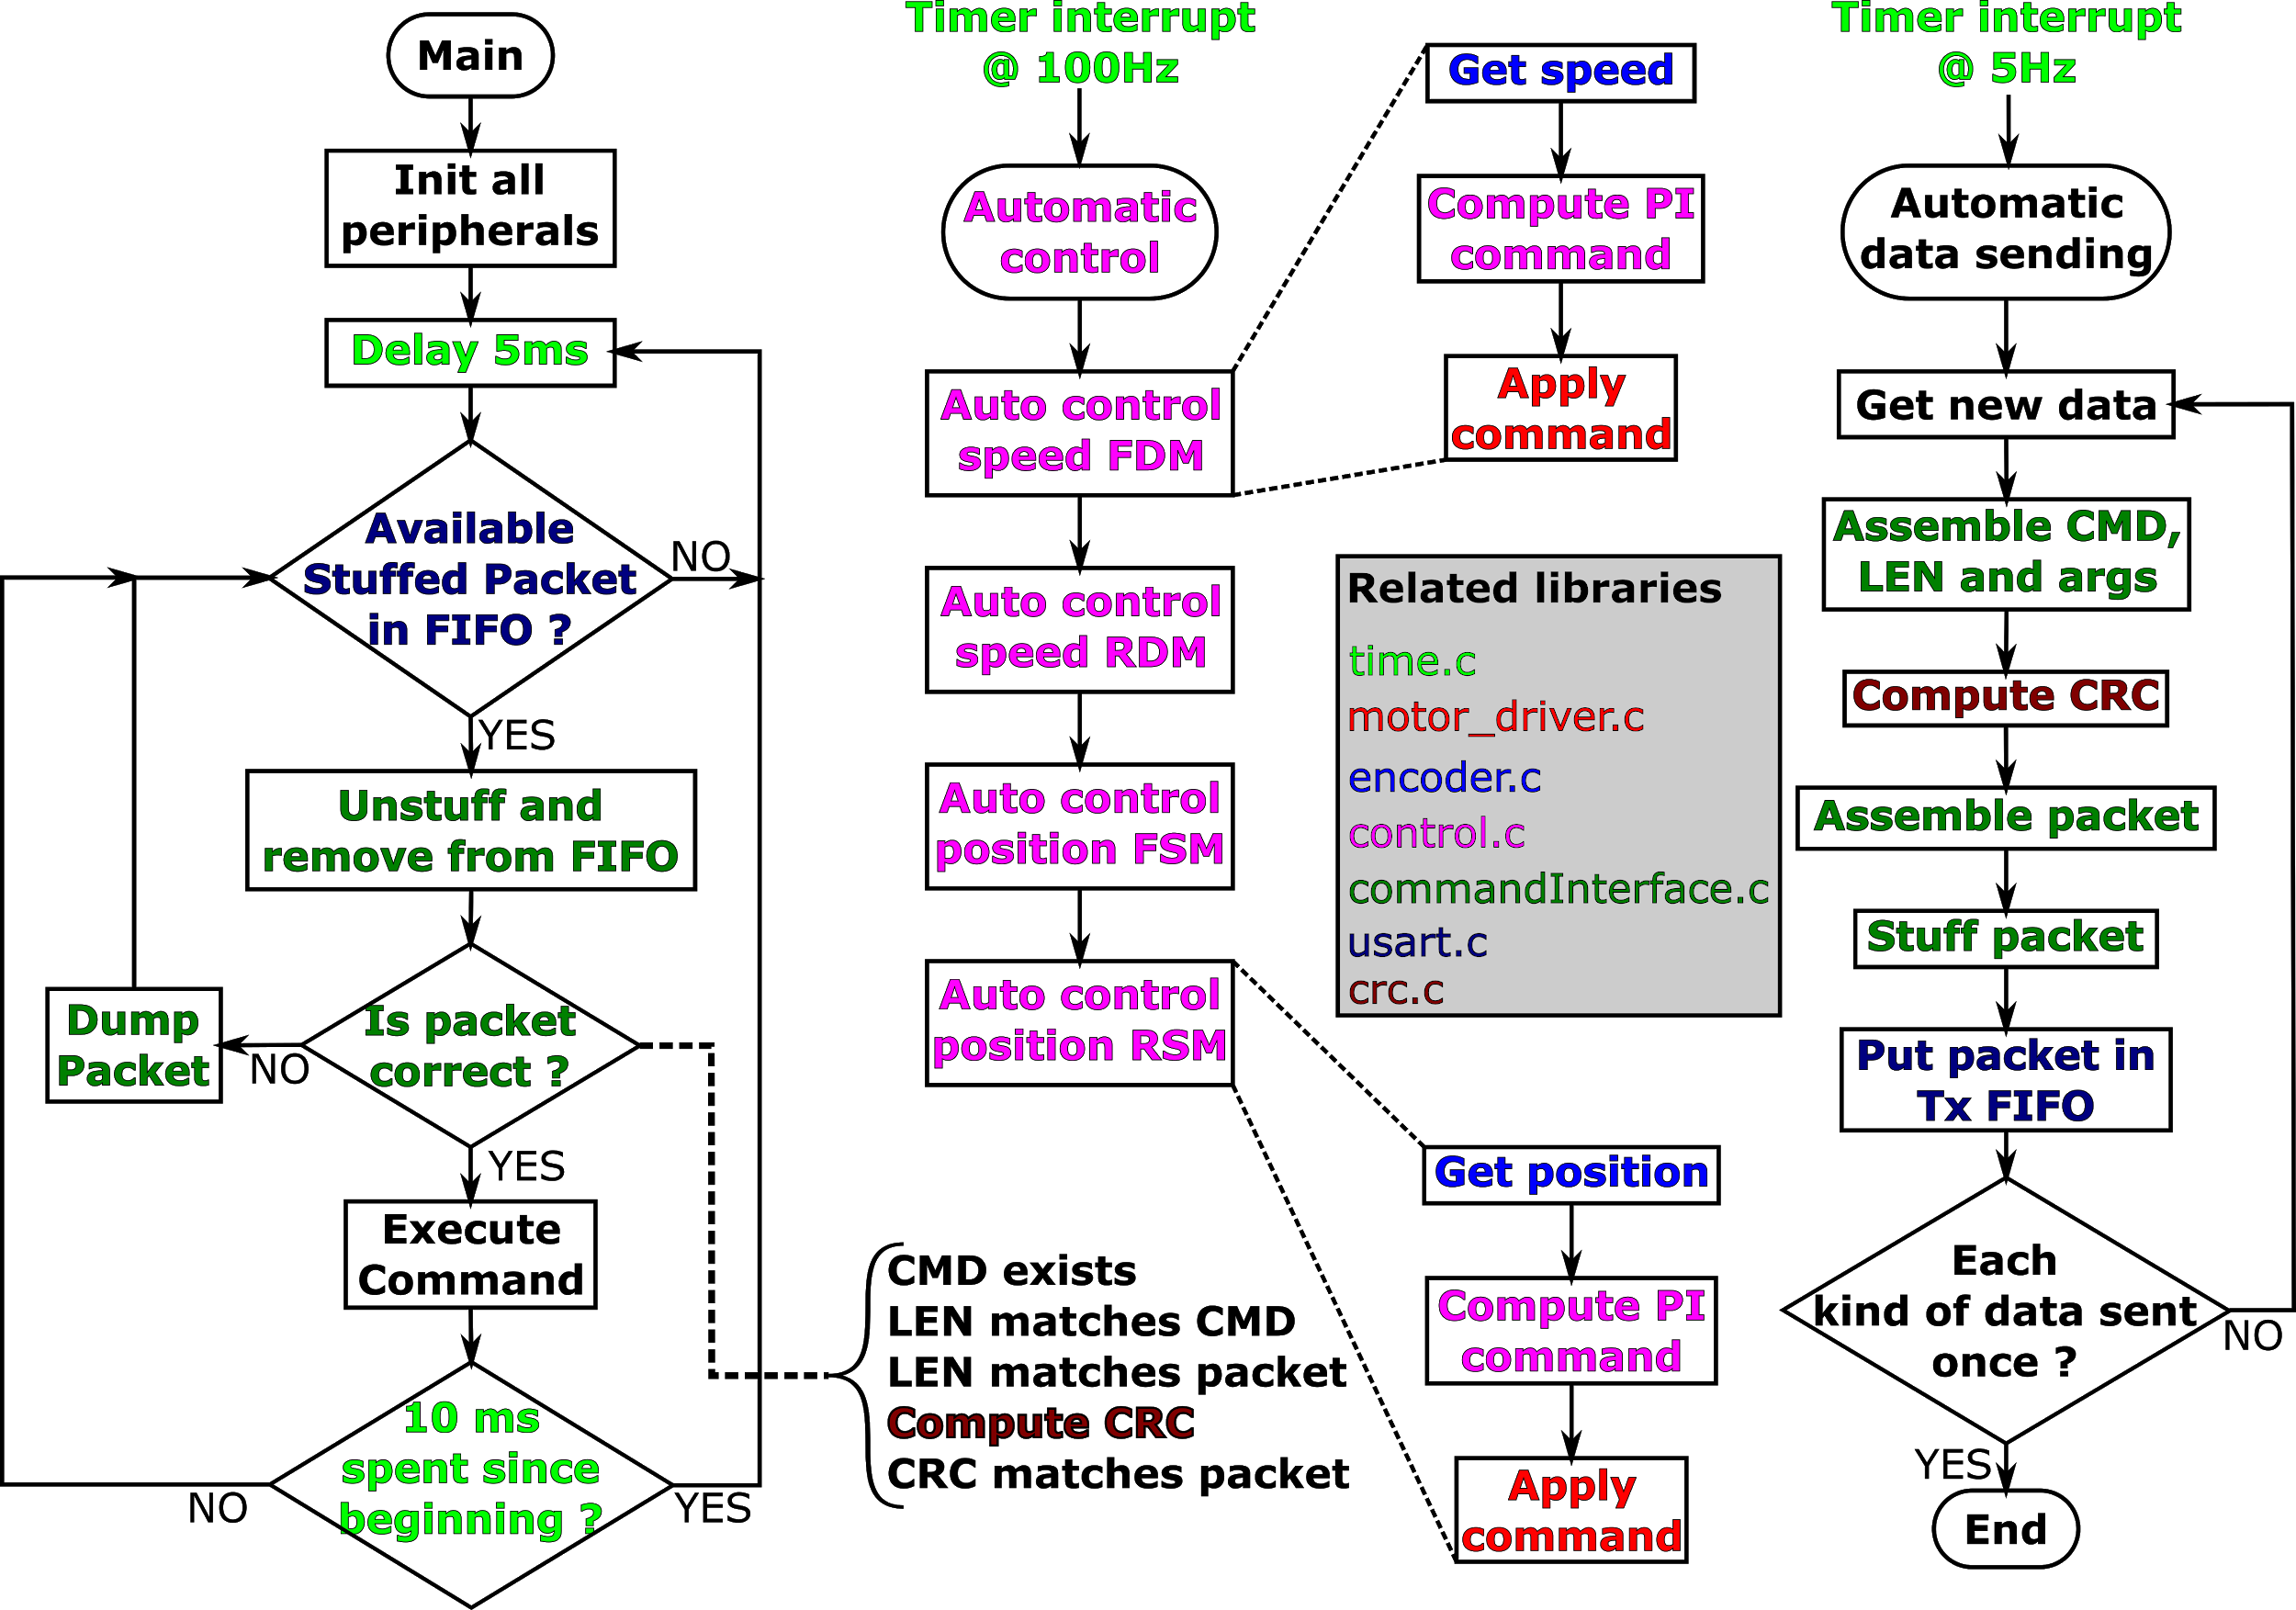 Main
Init all
peripherals
Delay 5ms
Available
Stuffed Packet
in FIFO ?
NO
YES
Unstuff and
remove from FIFO
Is packet
correct ?
NO
Dump
Packet
YES
Execute
Command
10 ms
spent since
beginning ?
NO
YES
CMD exists
LEN matches CMD
LEN matches packet
Compute CRC
CRC matches packet
Timer interrupt
@ 100Hz
Automatic
control
Auto control
speed FDM
Auto control
speed RDM
Auto control
position FSM
Auto control
position RSM
Get speed
Compute PI
command
Apply
command
Related libraries
time.c
motor_driver.c
encoder.c
control.c
commandInterface.c
usart.c
crc.c
Get position
Compute PI
command
Apply
command
Timer interrupt
@ 5Hz
Automatic
data sending
Get new data
Assemble CMD,
LEN and args
Compute CRC
Assemble packet
Stuff packet
Put packet in
Tx FIFO
Each
kind of data sent
once ?
NO
YES
End